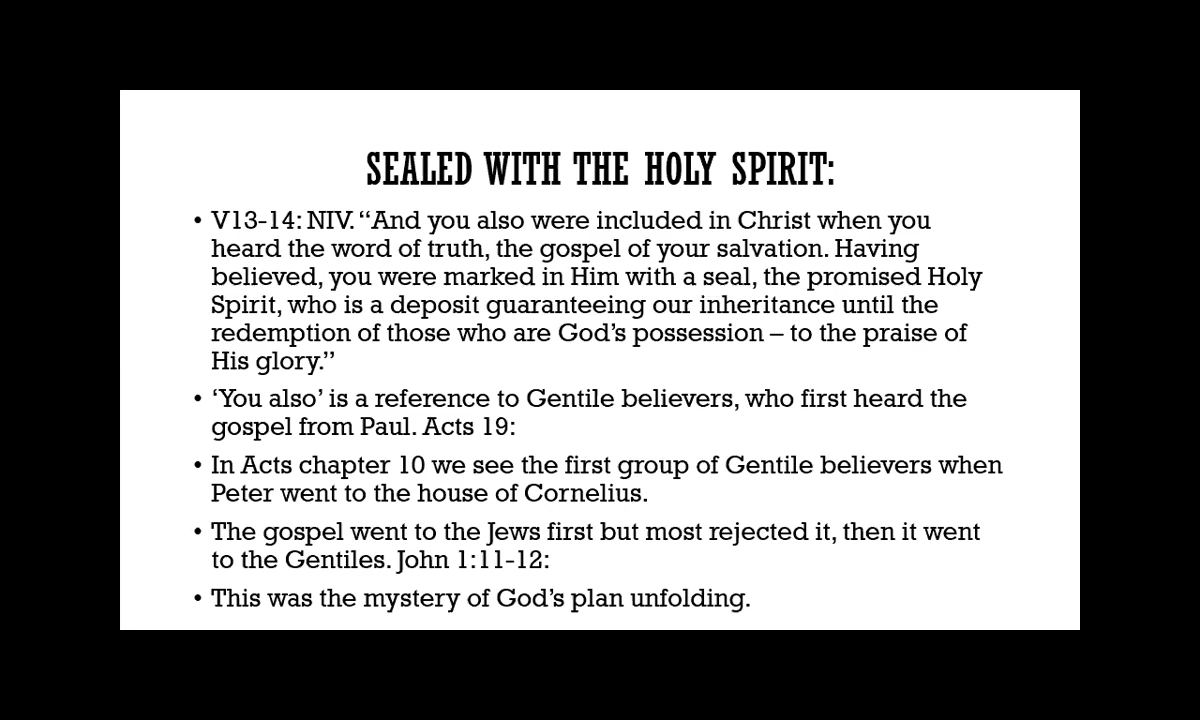 SEALED WITH THE HOLY SPIRIT:
• V13-14: NIV. “And you also were included in Christ when you
heard the word of truth, the gospel of your salvation. Having
believed, you were marked in Him with a seal, the promised Holy
Spirit, who is a deposit guaranteeing our inheritance until the
redemption of those who are God’s possession – to the praise of
His glory.”
• ‘You also’ is a reference to Gentile believers, who first heard the
gospel from Paul. Acts 19:
• In Acts chapter 10 we see the first group of Gentile believers when
Peter went to the house of Cornelius.
• The gospel went to the Jews first but most rejected it, then it went
to the Gentiles. John 1:11-12:
• This was the mystery of God’s plan unfolding.